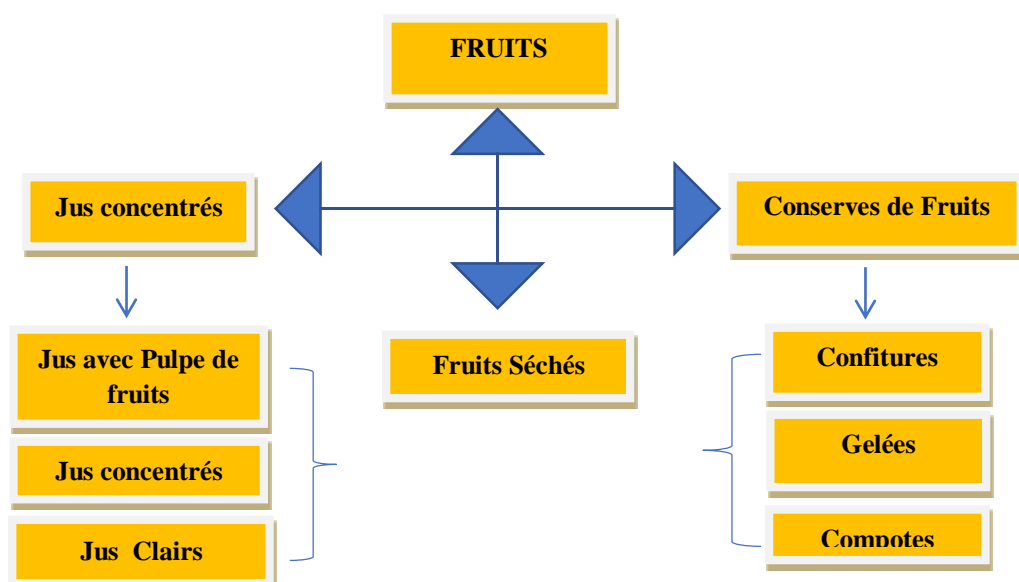 FRUITS
Jus concentrés
Conserves de Fruits
Jus avec Pulpe de
fruits
Fruits Séchés
Confitures
Jus concentrés
Gelées
Jus Clairs
Compotes